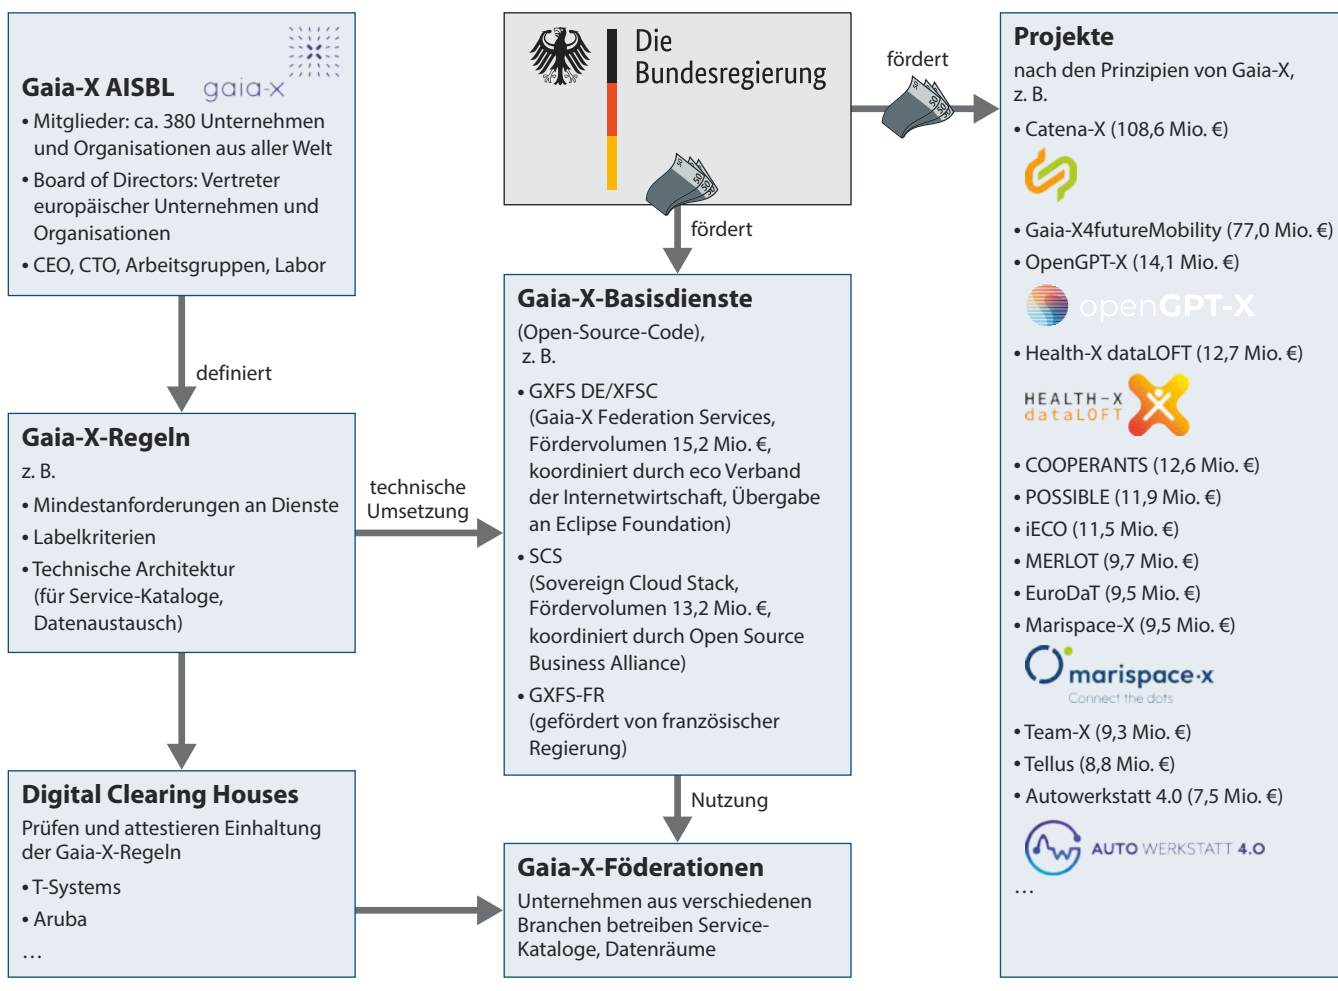 Gaia-X AISBL
gaia-x
• Mitglieder: ca. 380 Unternehmen
und Organisationen aus aller Welt
• Board of Directors: Vertreter
europäischer Unternehmen und
Organisationen
• CEO, CTO, Arbeitsgruppen, Labor
definiert
Gaia-X-Regeln
z. B.
• Mindestanforderungen an Dienste
• Labelkriterien
• Technische Architektur
(für Service-Kataloge,
Datenaustausch)
technische
Umsetzung
Digital Clearing Houses
Prüfen und attestieren Einhaltung
der Gaia-X-Regeln
• T-Systems
• Aruba
…
Die
Bundesregierung
fördert
fördert
Gaia-X-Basisdienste
(Open-Source-Code),
z. B.
• GXFS DE/XFSC
(Gaia-X Federation Services,
Fördervolumen 15,2 Mio. €,
koordiniert durch eco Verband
der Internetwirtschaft, Übergabe
an Eclipse Foundation)
• SCS
(Sovereign Cloud Stack,
Fördervolumen 13,2 Mio. €,
koordiniert durch Open Source
Business Alliance)
• GXFS-FR
(gefördert von französischer
Regierung)
Nutzung
Gaia-X-Föderationen
Unternehmen aus verschiedenen
Branchen betreiben Service-
Kataloge, Datenräume
Projekte
nach den Prinzipien von Gaia-X,
z. B.
• Catena-X (108,6 Mio. €)
• Gaia-X4futureMobility (77,0 Mio. €)
• OpenGPT-X (14,1 Mio. €)
openGPT-X
• Health-X dataLOFT (12,7 Mio. €)
HEALTH-X
dataLOFT
• COOPERANTS (12,6 Mio. €)
• POSSIBLE (11,9 Mio. €)
• iECO (11,5 Mio. €)
• MERLOT (9,7 Mio. €)
• EuroDaT (9,5 Mio. €)
• Marispace-X (9,5 Mio. €)
marispace-x
Connect the dots
• Team-X (9,3 Mio. €)
• Tellus (8,8 Mio. €)
• Autowerkstatt 4.0 (7,5 Mio. €)
AUTO WERKSTATT 4.0
…